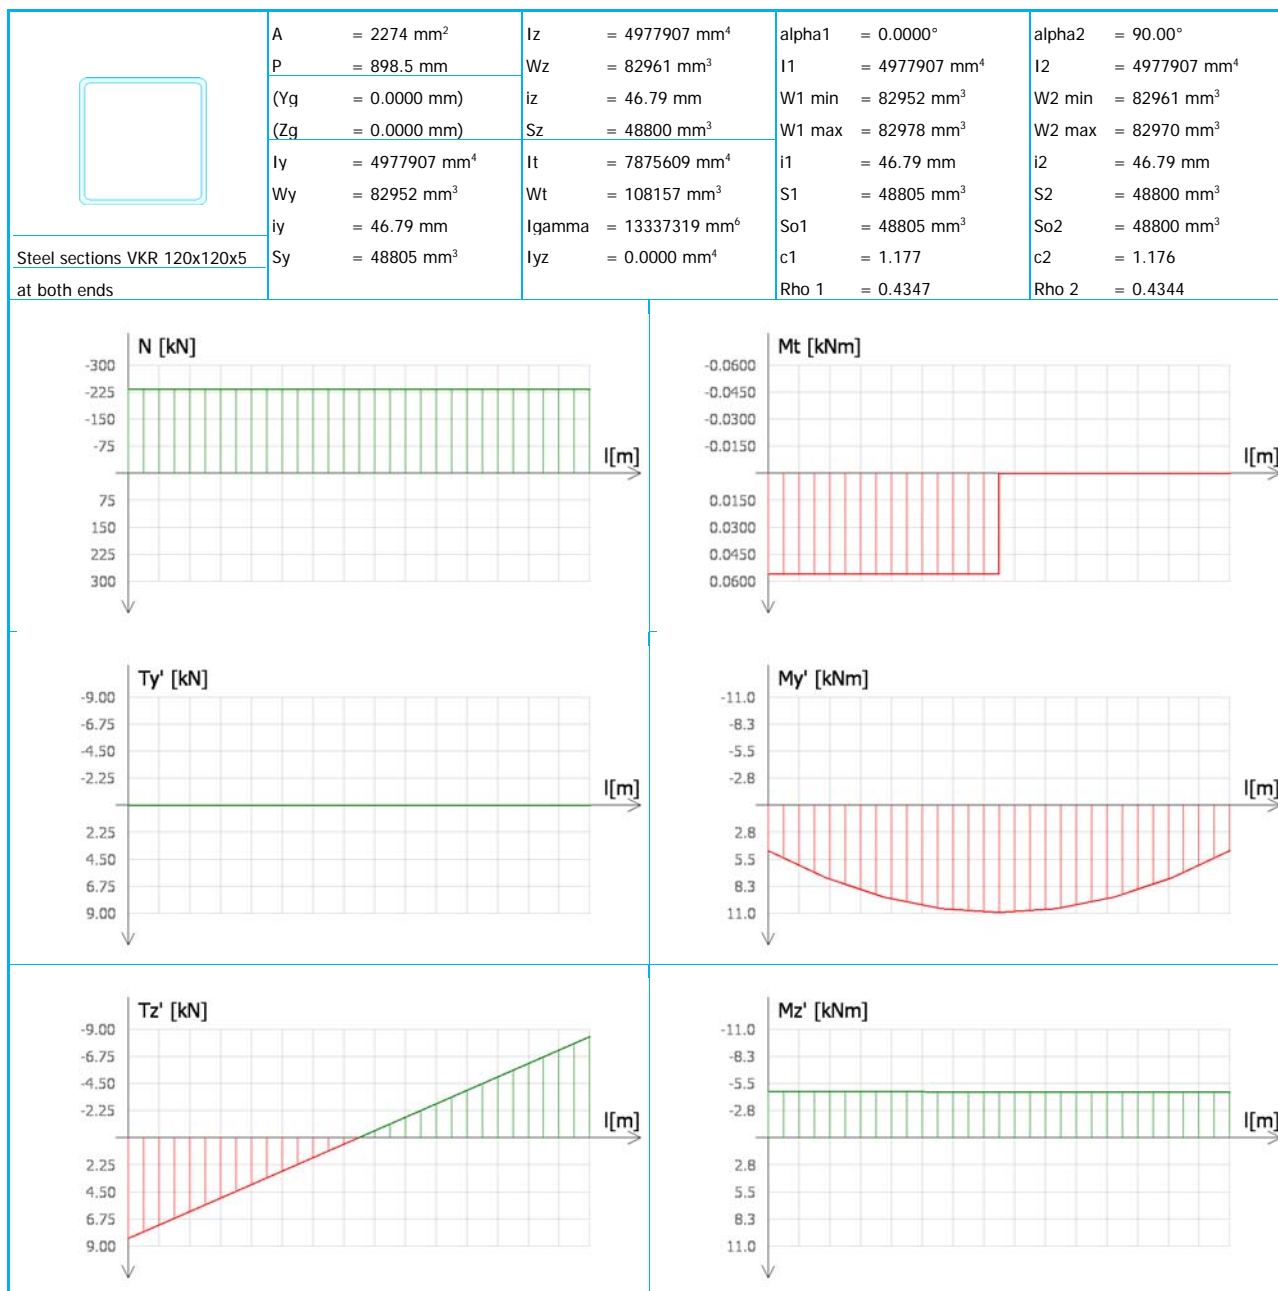 A = 2274 mm² Iz = 4977907 mm⁴ alpha1 = 0.0000° alpha2 = 90.00°
P = 898.5 mm Wz = 82961 mm³ I1 = 4977907 mm⁴ I2 = 4977907 mm⁴
(Yg = 0.0000 mm) iz = 46.79 mm W1 min = 82952 mm³ W2 min = 82961 mm³
(Zg = 0.0000 mm) Sz = 48800 mm³ W1 max = 82978 mm³ W2 max = 82970 mm³
Iy = 4977907 mm⁴ It = 7875609 mm⁴ i1 = 46.79 mm i2 = 46.79 mm
Wy = 82952 mm³ Wt = 108157 mm³ S1 = 48805 mm³ S2 = 48800 mm³
iy = 46.79 mm Igamma = 13337319 mm⁶ So1 = 48805 mm³ So2 = 48800 mm³
Steel sections VKR 120x120x5 Sy = 48805 mm³ Iyz = 0.0000 mm⁴ c1 = 1.177 c2 = 1.176
at both ends Rho 1 = 0.4347 Rho 2 = 0.4344
N [kN]
-300
-225
-150
-75
l[m]
75
150
225
300
Mt [kNm]
-0.0600
-0.0450
-0.0300
-0.0150
l[m]
0.0150
0.0300
0.0450
0.0600
Ty' [kN]
-9.00
-6.75
-4.50
-2.25
l[m]
2.25
4.50
6.75
9.00
My' [kNm]
-11.0
-8.3
-5.5
-2.8
l[m]
2.8
5.5
8.3
11.0
Tz' [kN]
-9.00
-6.75
-4.50
-2.25
l[m]
2.25
4.50
6.75
9.00
Mz' [kNm]
-11.0
-8.3
-5.5
-2.8
l[m]
2.8
5.5
8.3
11.0